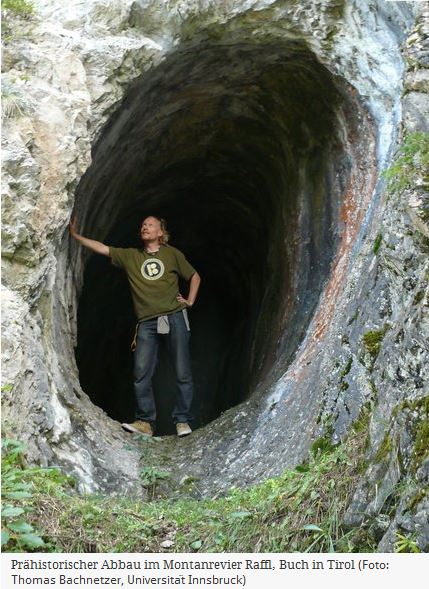 B
Prähistorischer Abbau im Montanrevier Raffl, Buch in Tirol (Foto:
Thomas Bachnetzer, Universität Innsbruck)